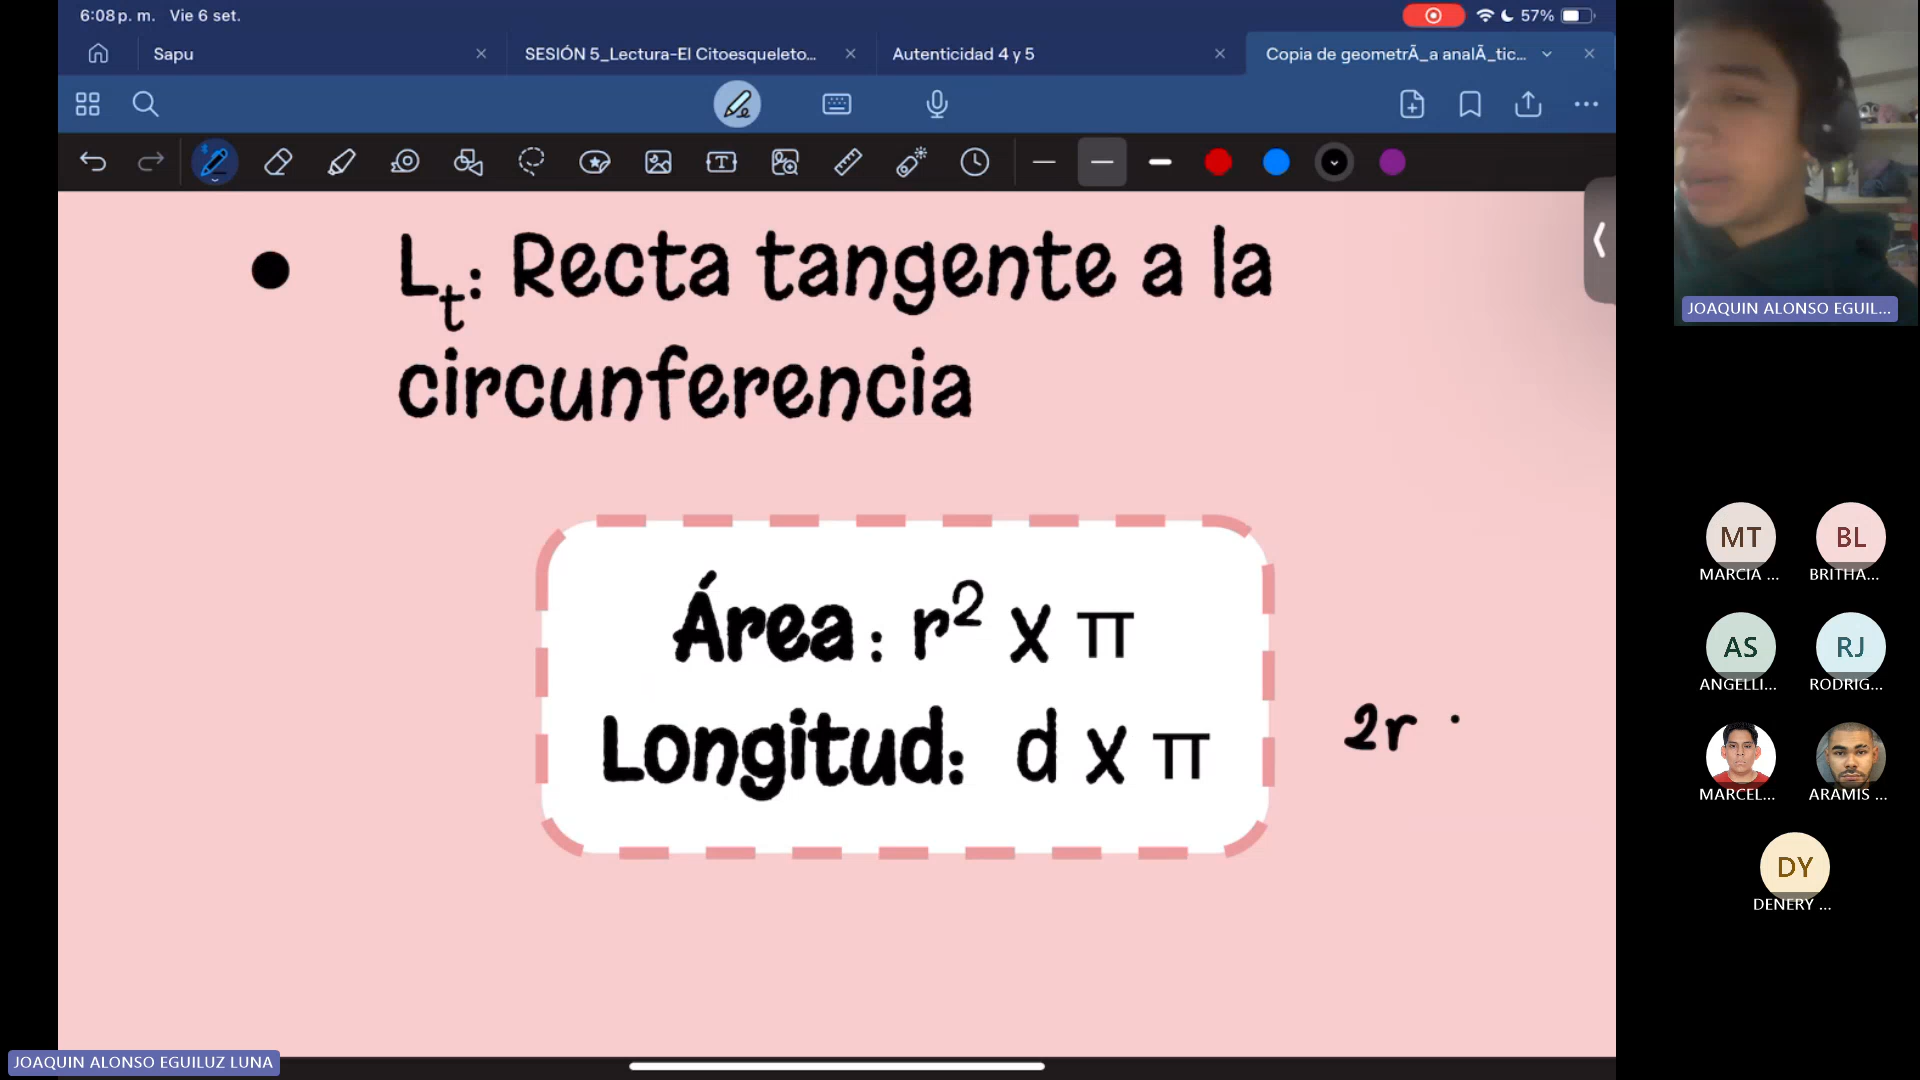 6:08 p. m. Vie 6 set.
57%
Sapu
SESIÓN 5_Lectura-El Citoesqueleto...
Autenticidad 4 y 5
Copia de geometrÃ_a analÃ_tic...
Lt: Recta tangente a la
circunferencia
Área: r² x π
Longitud: d x π
2r ·
JOAQUIN ALONSO EGUIL...
MT
MARCIA ...
BL
BRITHA...
AS
ANGELLI...
RJ
RODRIG...
MARCEL...
ARAMIS ...
DY
DENERY ...
JOAQUIN ALONSO EGUILUZ LUNA